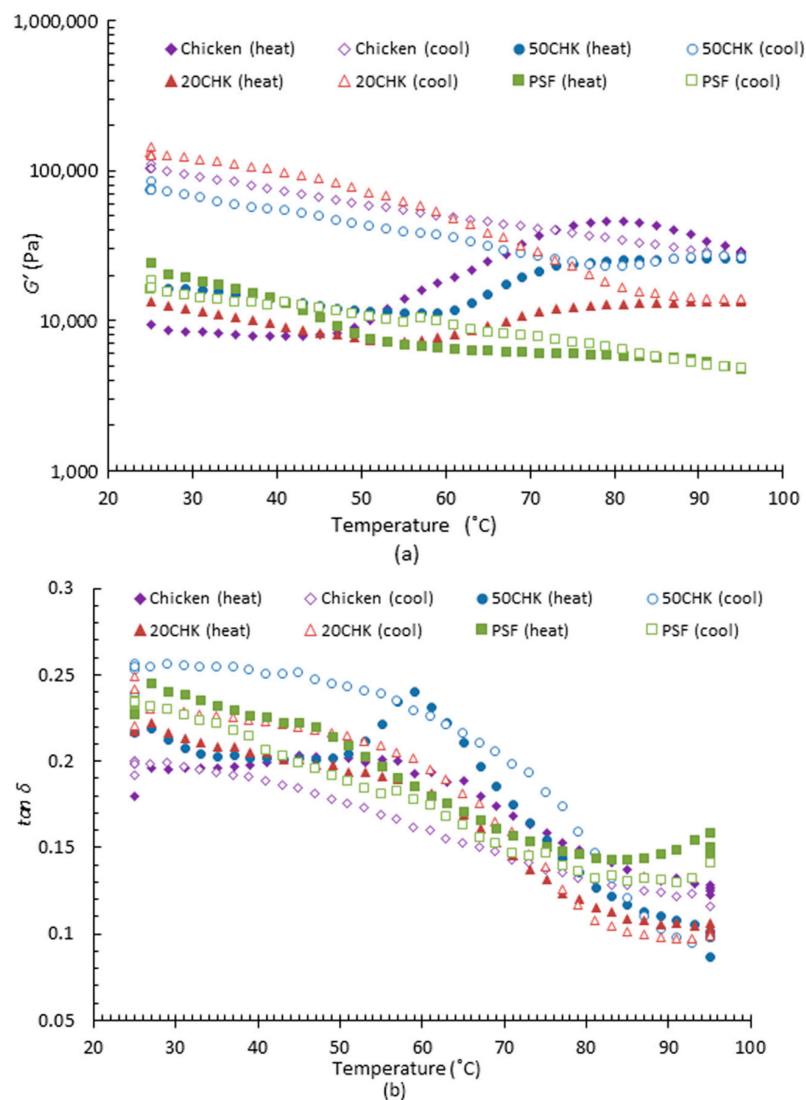 1,000,000
Chicken (heat) Chicken (cool) 50CHK (heat) 50CHK (cool)
20CHK (heat) 20CHK (cool) PSF (heat) PSF (cool)
100,000
G' (Pa)
10,000
1,000
20 30 40 50 60 70 80 90 100
Temperature (˚C)
(a)
0.3
Chicken (heat) Chicken (cool) 50CHK (heat) 50CHK (cool)
20CHK (heat) 20CHK (cool) PSF (heat) PSF (cool)
0.25
0.2
tan δ
0.15
0.1
0.05
20 30 40 50 60 70 80 90 100
Temperature (˚C)
(b)